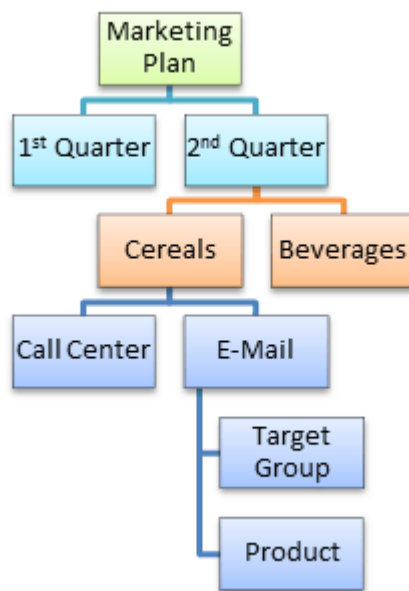 Marketing
Plan
1st Quarter
2nd Quarter
Cereals
Beverages
Call Center
E-Mail
Target
Group
Product